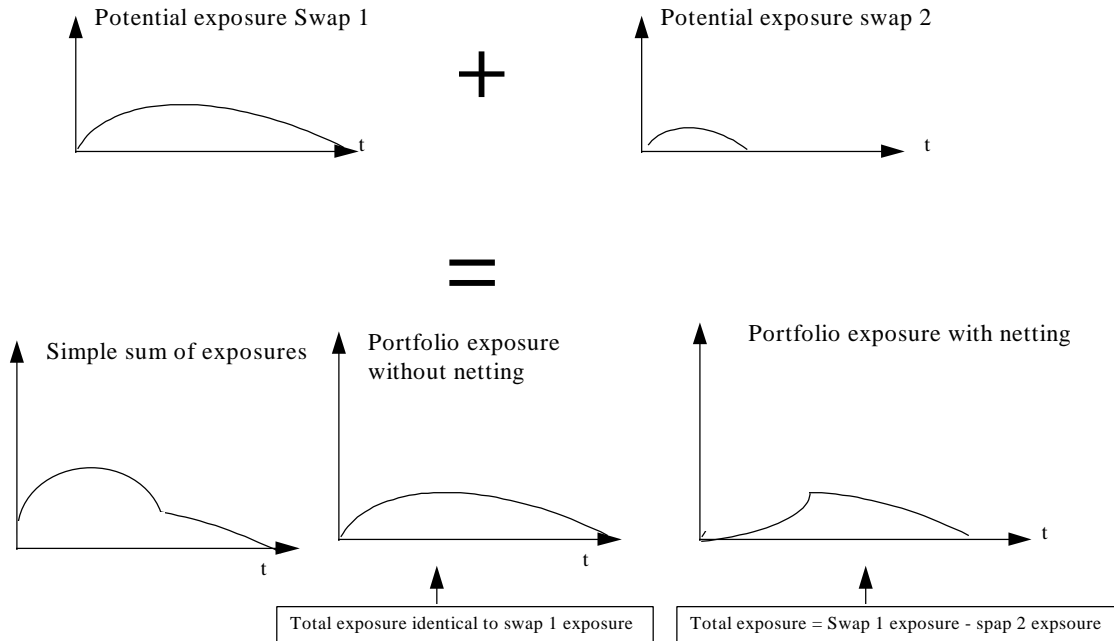 Potential exposure Swap 1
Potential exposure swap 2
+
t
t
=
Simple sum of exposures
Portfolio exposure
without netting
Portfolio exposure with netting
t
t
t
Total exposure identical to swap 1 exposure
Total exposure = Swap 1 exposure - spap 2 expsoure